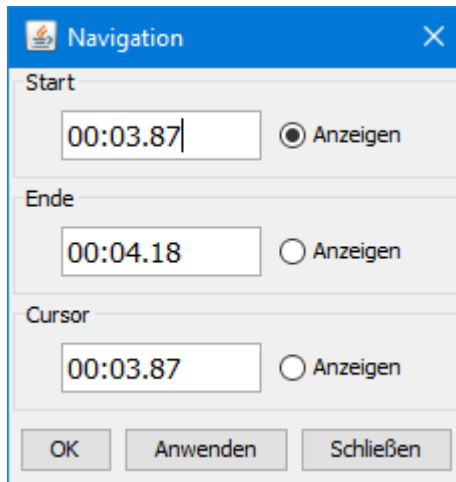 Navigation
Start
00:03.87 Anzeigen
Ende
00:04.18 Anzeigen
Cursor
00:03.87 Anzeigen
OK Anwenden Schließen